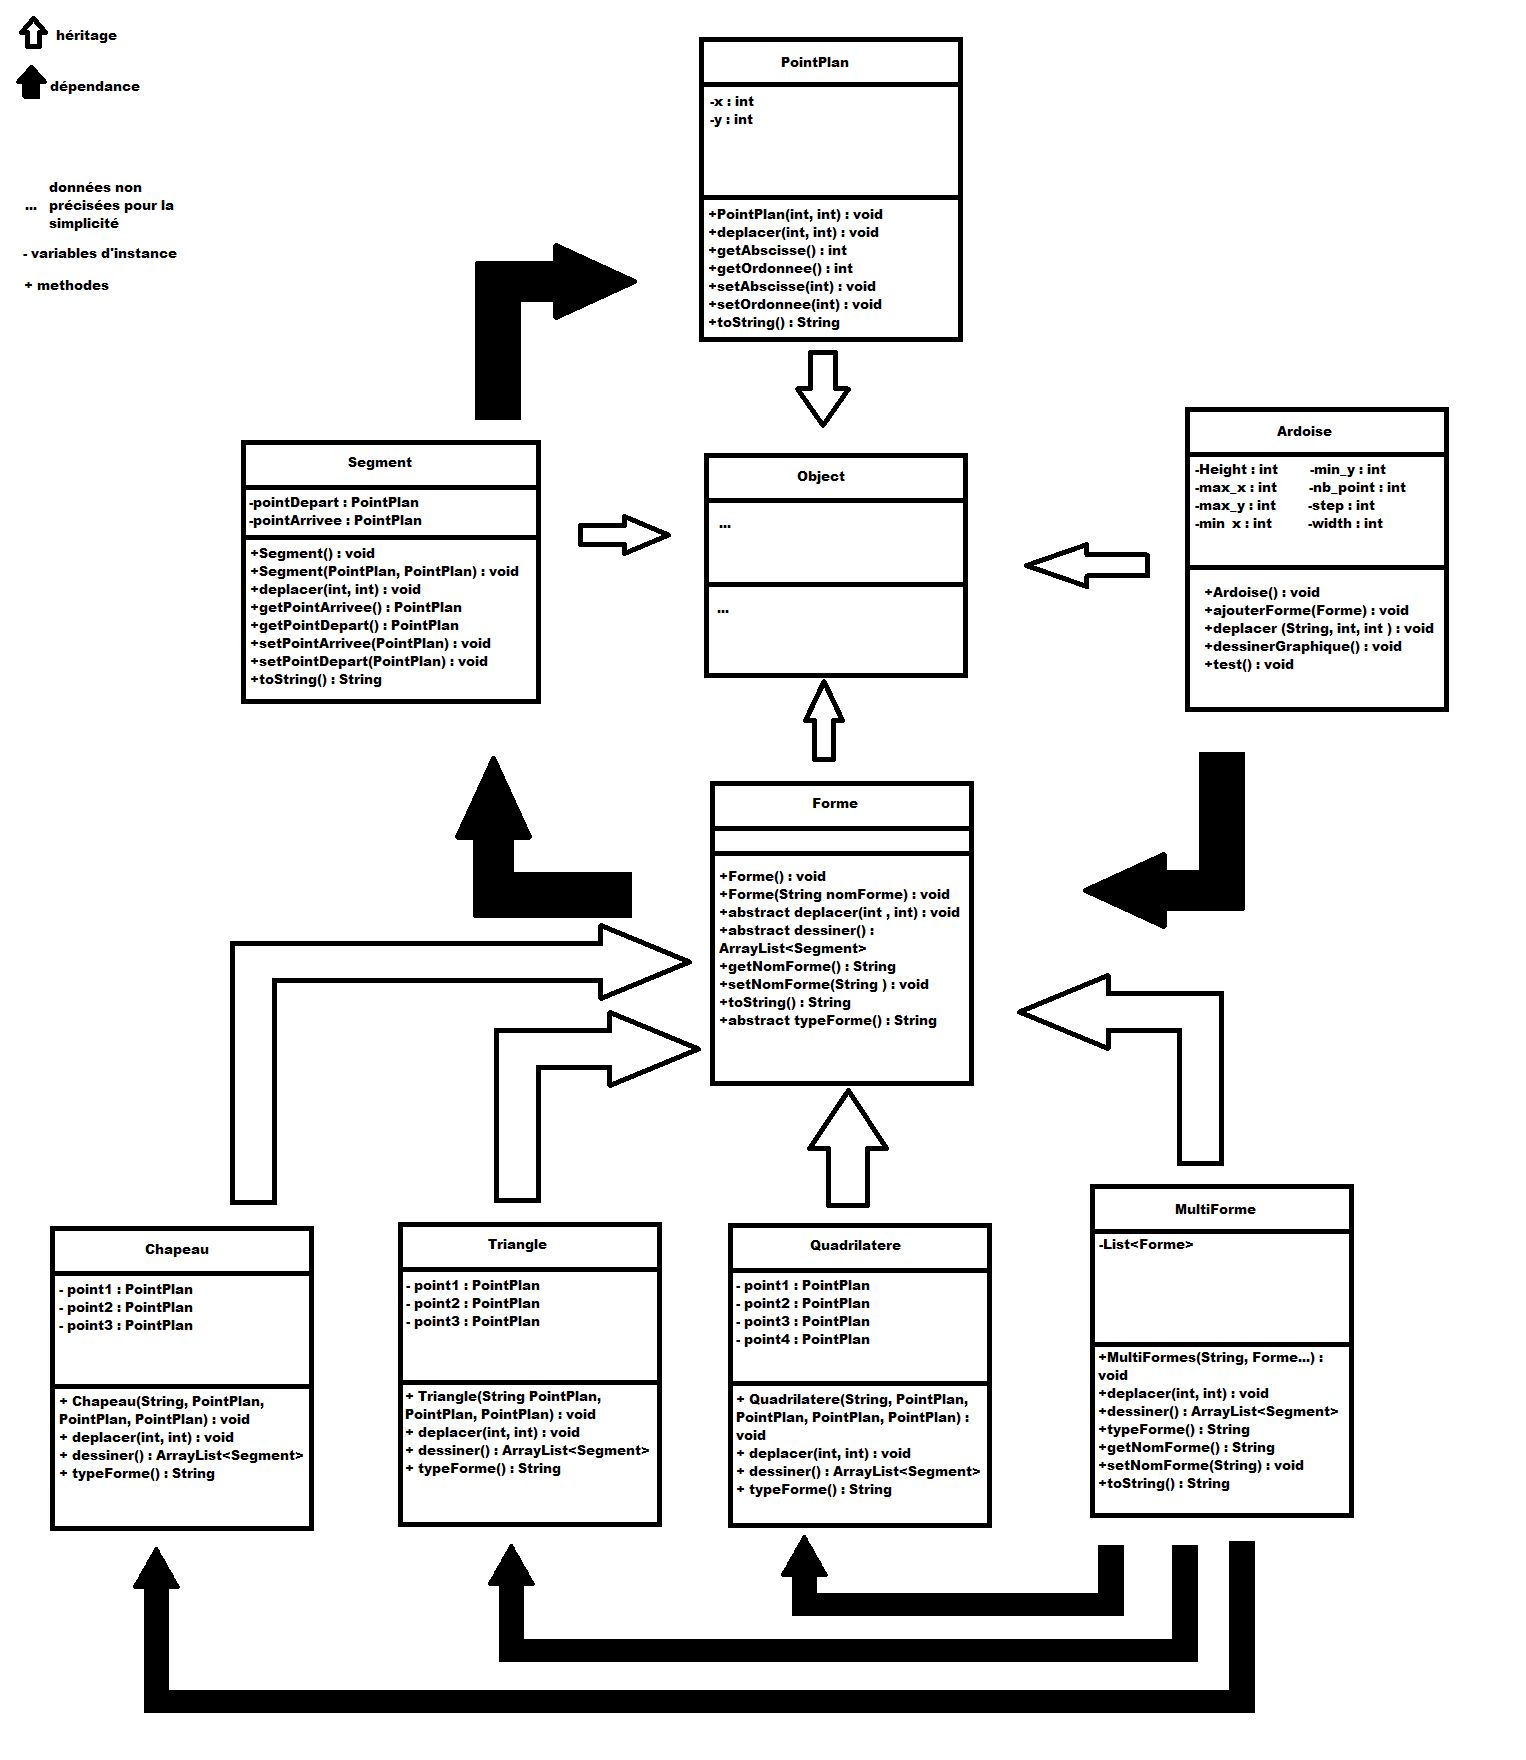 héritage
dépendance
données non
... précisées pour la
simplicité
- variables d'instance
+ methodes
PointPlan
-x : int
-y : int
+PointPlan(int, int) : void
+deplacer(int, int) : void
+getAbscisse() : int
+getOrdonnee() : int
+setAbscisse(int) : void
+setOrdonnee(int) : void
+toString() : String
Segment
-pointDepart : PointPlan
-pointArrivee : PointPlan
+Segment() : void
+Segment(PointPlan, PointPlan) : void
+deplacer(int, int) : void
+getPointArrivee() : PointPlan
+getPointDepart() : PointPlan
+setPointArrivee(PointPlan) : void
+setPointDepart(PointPlan) : void
+toString() : String
Object
...
...
Ardoise
-Height : int -min_y : int
-max_x : int -nb_point : int
-max_y : int -step : int
-min_x : int -width : int
+Ardoise() : void
+ajouterForme(Forme) : void
+deplacer (String, int, int ) : void
+dessinerGraphique() : void
+test() : void
Forme
+Forme() : void
+Forme(String nomForme) : void
+abstract deplacer(int , int) : void
+abstract dessiner() :
ArrayList<Segment>
+getNomForme() : String
+setNomForme(String ) : void
+toString() : String
+abstract typeForme() : String
Chapeau
- point1 : PointPlan
- point2 : PointPlan
- point3 : PointPlan
+ Chapeau(String, PointPlan,
PointPlan, PointPlan) : void
+ deplacer(int, int) : void
+ dessiner() : ArrayList<Segment>
+ typeForme() : String
Triangle
- point1 : PointPlan
- point2 : PointPlan
- point3 : PointPlan
+ Triangle(String PointPlan,
PointPlan, PointPlan) : void
+ deplacer(int, int) : void
+ dessiner() : ArrayList<Segment>
+ typeForme() : String
Quadrilatere
- point1 : PointPlan
- point2 : PointPlan
- point3 : PointPlan
- point4 : PointPlan
+ Quadrilatere(String, PointPlan,
PointPlan, PointPlan, PointPlan) :
void
+ deplacer(int, int) : void
+ dessiner() : ArrayList<Segment>
+ typeForme() : String
MultiForme
-List<Forme>
+MultiFormes(String, Forme...) :
void
+deplacer(int, int) : void
+dessiner() : ArrayList<Segment>
+typeForme() : String
+getNomForme() : String
+setNomForme(String) : void
+toString() : String